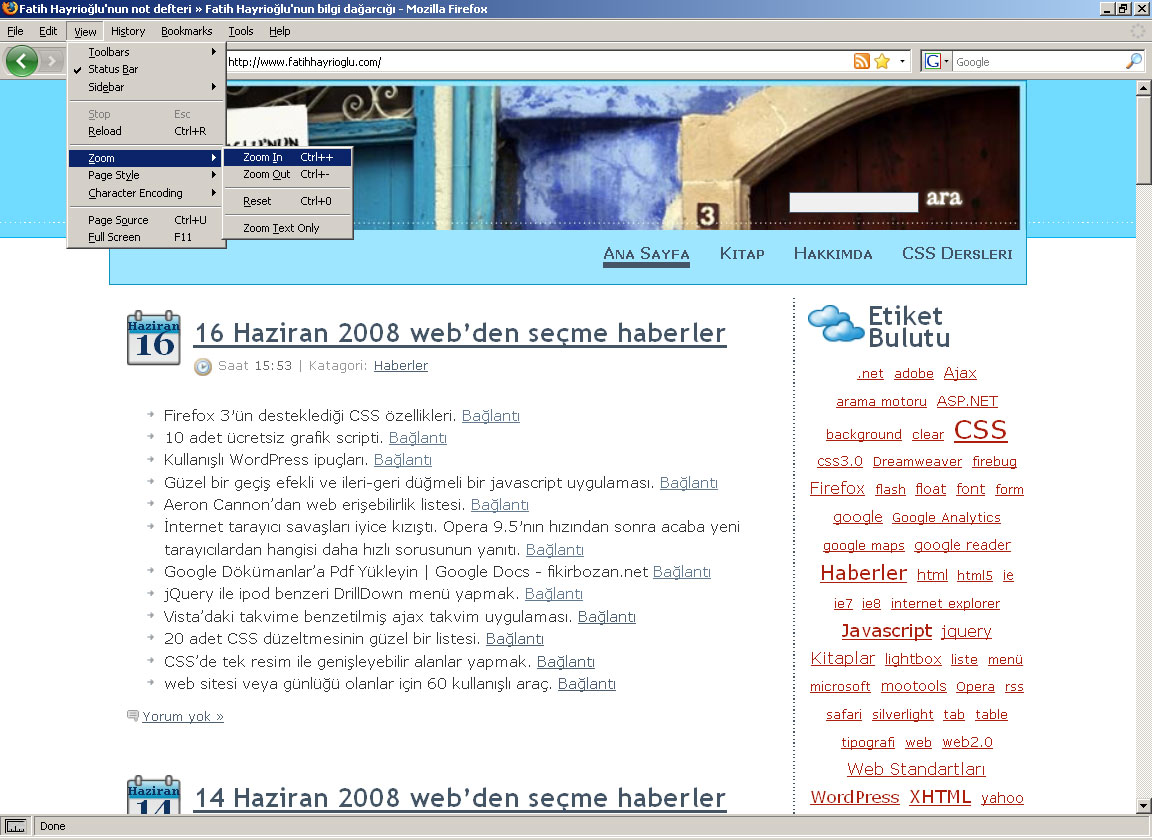 Fatih Hayrioğlu'nun not defteri » Fatih Hayrioğlu'nun bilgi dağarcığı - Mozilla Firefox
File Edit View History Bookmarks Tools Help
http://www.fatihhayrioglu.com/
G Google
Toolbars
Status Bar
Sidebar
Stop Esc
Reload Ctrl+R
Zoom
Page Style
Character Encoding
Page Source Ctrl+U
Full Screen F11
Zoom In Ctrl++
Zoom Out Ctrl+-
Reset Ctrl+0
Zoom Text Only
3
ara
Ana Sayfa Kitap Hakkımda CSS Dersleri
Haziran
16
16 Haziran 2008 web’den seçme haberler
Saat 15:53 | Katagori: Haberler
Firefox 3’ün desteklediği CSS özellikleri. Bağlantı
10 adet ücretsiz grafik scripti. Bağlantı
Kullanışlı WordPress ipuçları. Bağlantı
Güzel bir geçiş efekli ve ileri-geri düğmeli bir javascript uygulaması. Bağlantı
Aeron Cannon’dan web erişebilirlik listesi. Bağlantı
İnternet tarayıcı savaşları iyice kızıştı. Opera 9.5’nın hızından sonra acaba yeni
tarayıcılardan hangisi daha hızlı sorusunun yanıtı. Bağlantı
Google Dökümanlar’a Pdf Yükleyin | Google Docs - fikirbozan.net Bağlantı
jQuery ile ipod benzeri DrillDown menü yapmak. Bağlantı
Vista’daki takvime benzetilmiş ajax takvim uygulaması. Bağlantı
20 adet CSS düzeltmesinin güzel bir listesi. Bağlantı
CSS’de tek resim ile genişleyebilir alanlar yapmak. Bağlantı
web sitesi veya günlüğü olanlar için 60 kullanışlı araç. Bağlantı
Yorum yok »
Haziran
14
14 Haziran 2008 web’den seçme haberler
Etiket
Bulutu
.net adobe Ajax
arama motoru ASP.NET
background clear CSS
css3.0 Dreamweaver firebug
Firefox flash float font form
google Google Analytics
google maps google reader
Haberler html html5 ie
ie7 ie8 internet explorer
Javascript jquery
Kitaplar lightbox liste menü
microsoft mootools Opera rss
safari silverlight tab table
tipografi web web2.0
Web Standartları
WordPress XHTML yahoo
Done